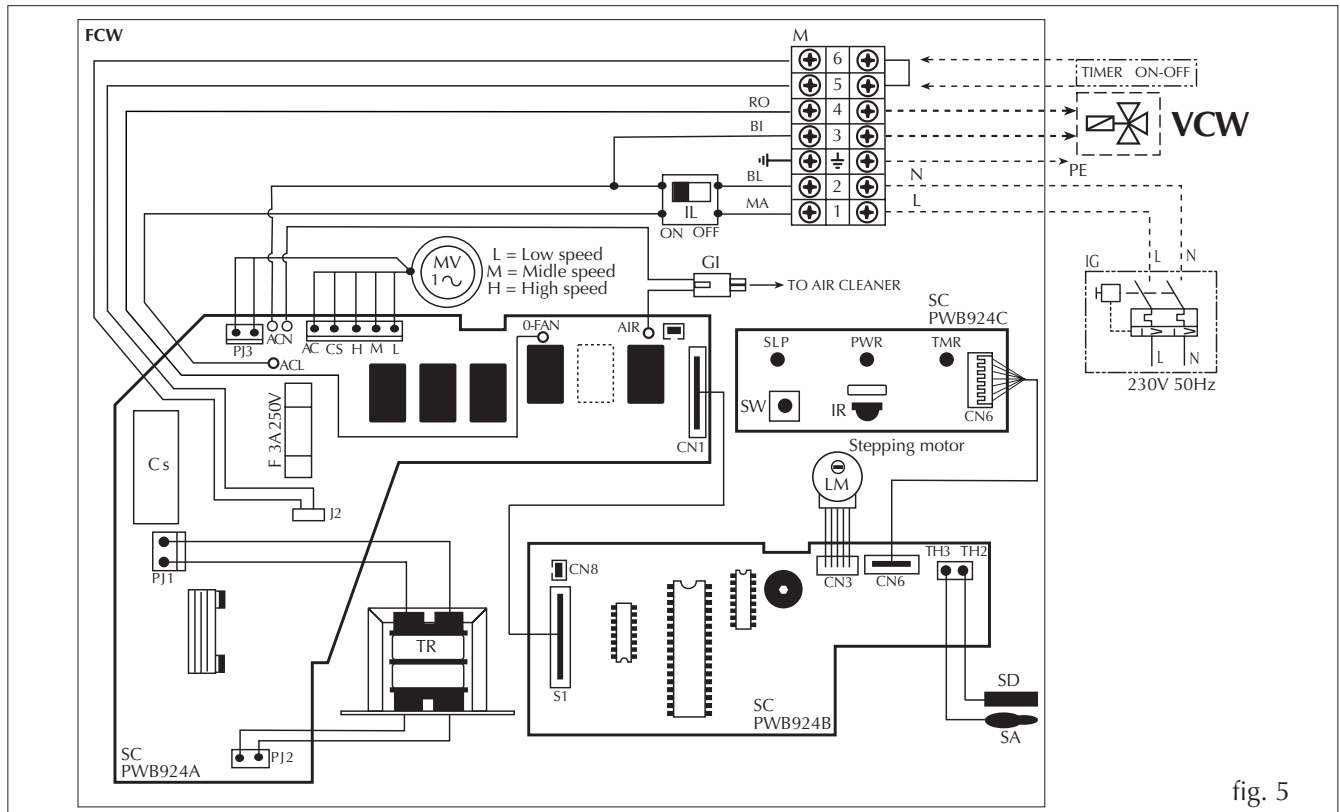 FCW
M
6
TIMER ON-OFF
5
RO
4
VCW
BI
3
PE
BL
2
N
MA
1
L
IL
ON OFF
MV
1
L = Low speed
M = Midle speed
H = High speed
GI
TO AIR CLEANER
IG
L N
L N
230V 50Hz
PJ3
ACN
AC CS H M L
0-FAN
AIR
ACL
SC
PWB924C
SLP
PWR
TMR
SW
IR
CN6
F 3A 250V
CN1
Cs
J2
Stepping motor
LM
PJ1
CN8
CN3
CN6
TH3 TH2
TR
S1
SC
PWB924B
SD
SA
SC
PWB924A
PJ2
fig. 5